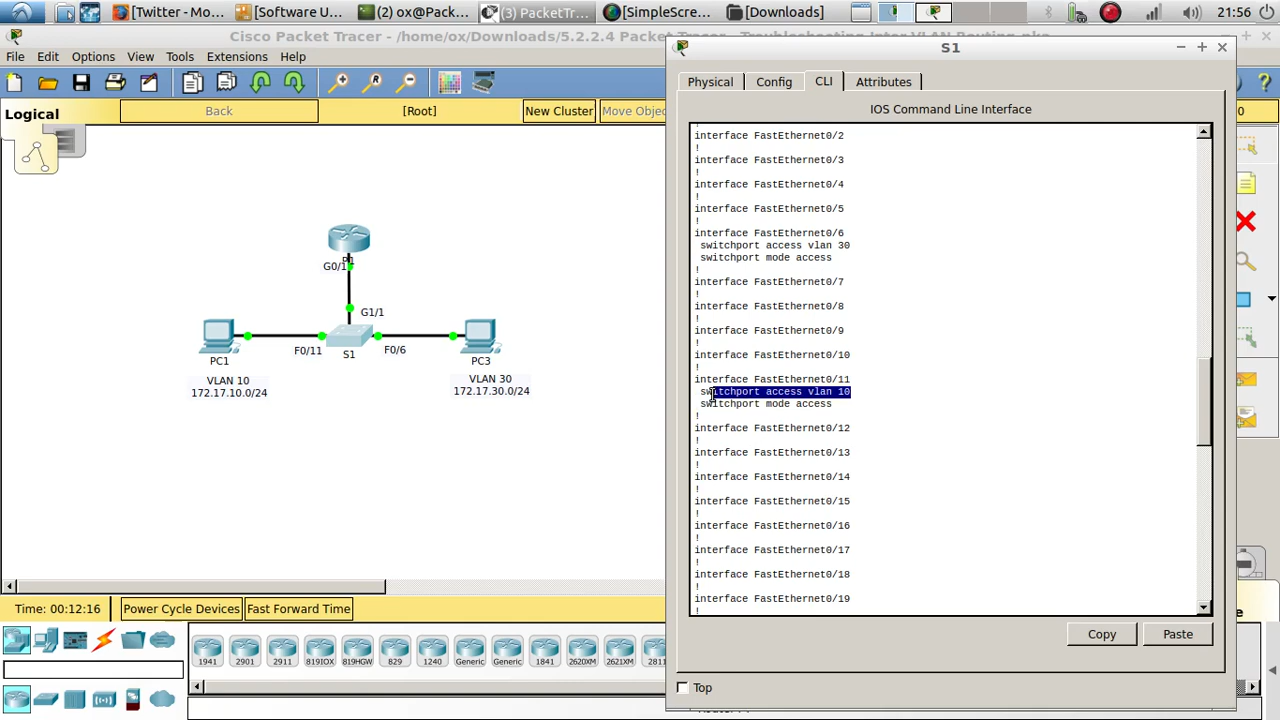 [Twitter - Mo...
[Software U...
2) ox@Pack...
(3) PacketTr...
[SimpleScre...
[Downloads]
21:56
Cisco Packet Tracer - /home/ox/Downloads/5.2.2.4 Packet Tracer - Troubleshooting Inter-VLAN Routing.pka
S1
File Edit Options View Tools Extensions Help
Physical Config CLI Attributes
Logical
Back
[Root]
New Cluster
Move Objec
IOS Command Line Interface
!
interface FastEthernet0/2
!
interface FastEthernet0/3
!
interface FastEthernet0/4
!
interface FastEthernet0/5
!
interface FastEthernet0/6
switchport access vlan 30
switchport mode access
!
interface FastEthernet0/7
!
interface FastEthernet0/8
!
interface FastEthernet0/9
!
interface FastEthernet0/10
!
interface FastEthernet0/11
switchport access vlan 10
switchport mode access
!
interface FastEthernet0/12
!
interface FastEthernet0/13
!
interface FastEthernet0/14
!
interface FastEthernet0/15
!
interface FastEthernet0/16
!
interface FastEthernet0/17
!
interface FastEthernet0/18
!
interface FastEthernet0/19
!
Copy
Paste
Top
R1
G0/1
G1/1
F0/11
S1
F0/6
PC1
PC3
VLAN 10
172.17.10.0/24
VLAN 30
172.17.30.0/24
Time: 00:12:16
Power Cycle Devices
Fast Forward Time
1941 2901 2911 819IOX 819HGW 829 1240 Generic Generic 1841 2620XM 2621XM 2811